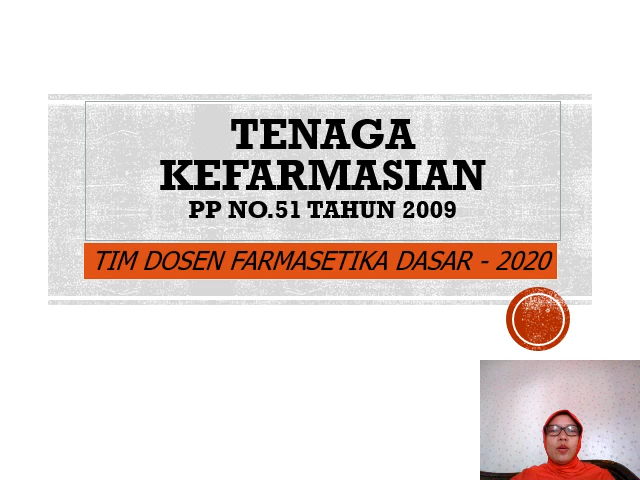 TENAGA
KEFARMASIAN
PP NO.51 TAHUN 2009
TIM DOSEN FARMASETIKA DASAR - 2020